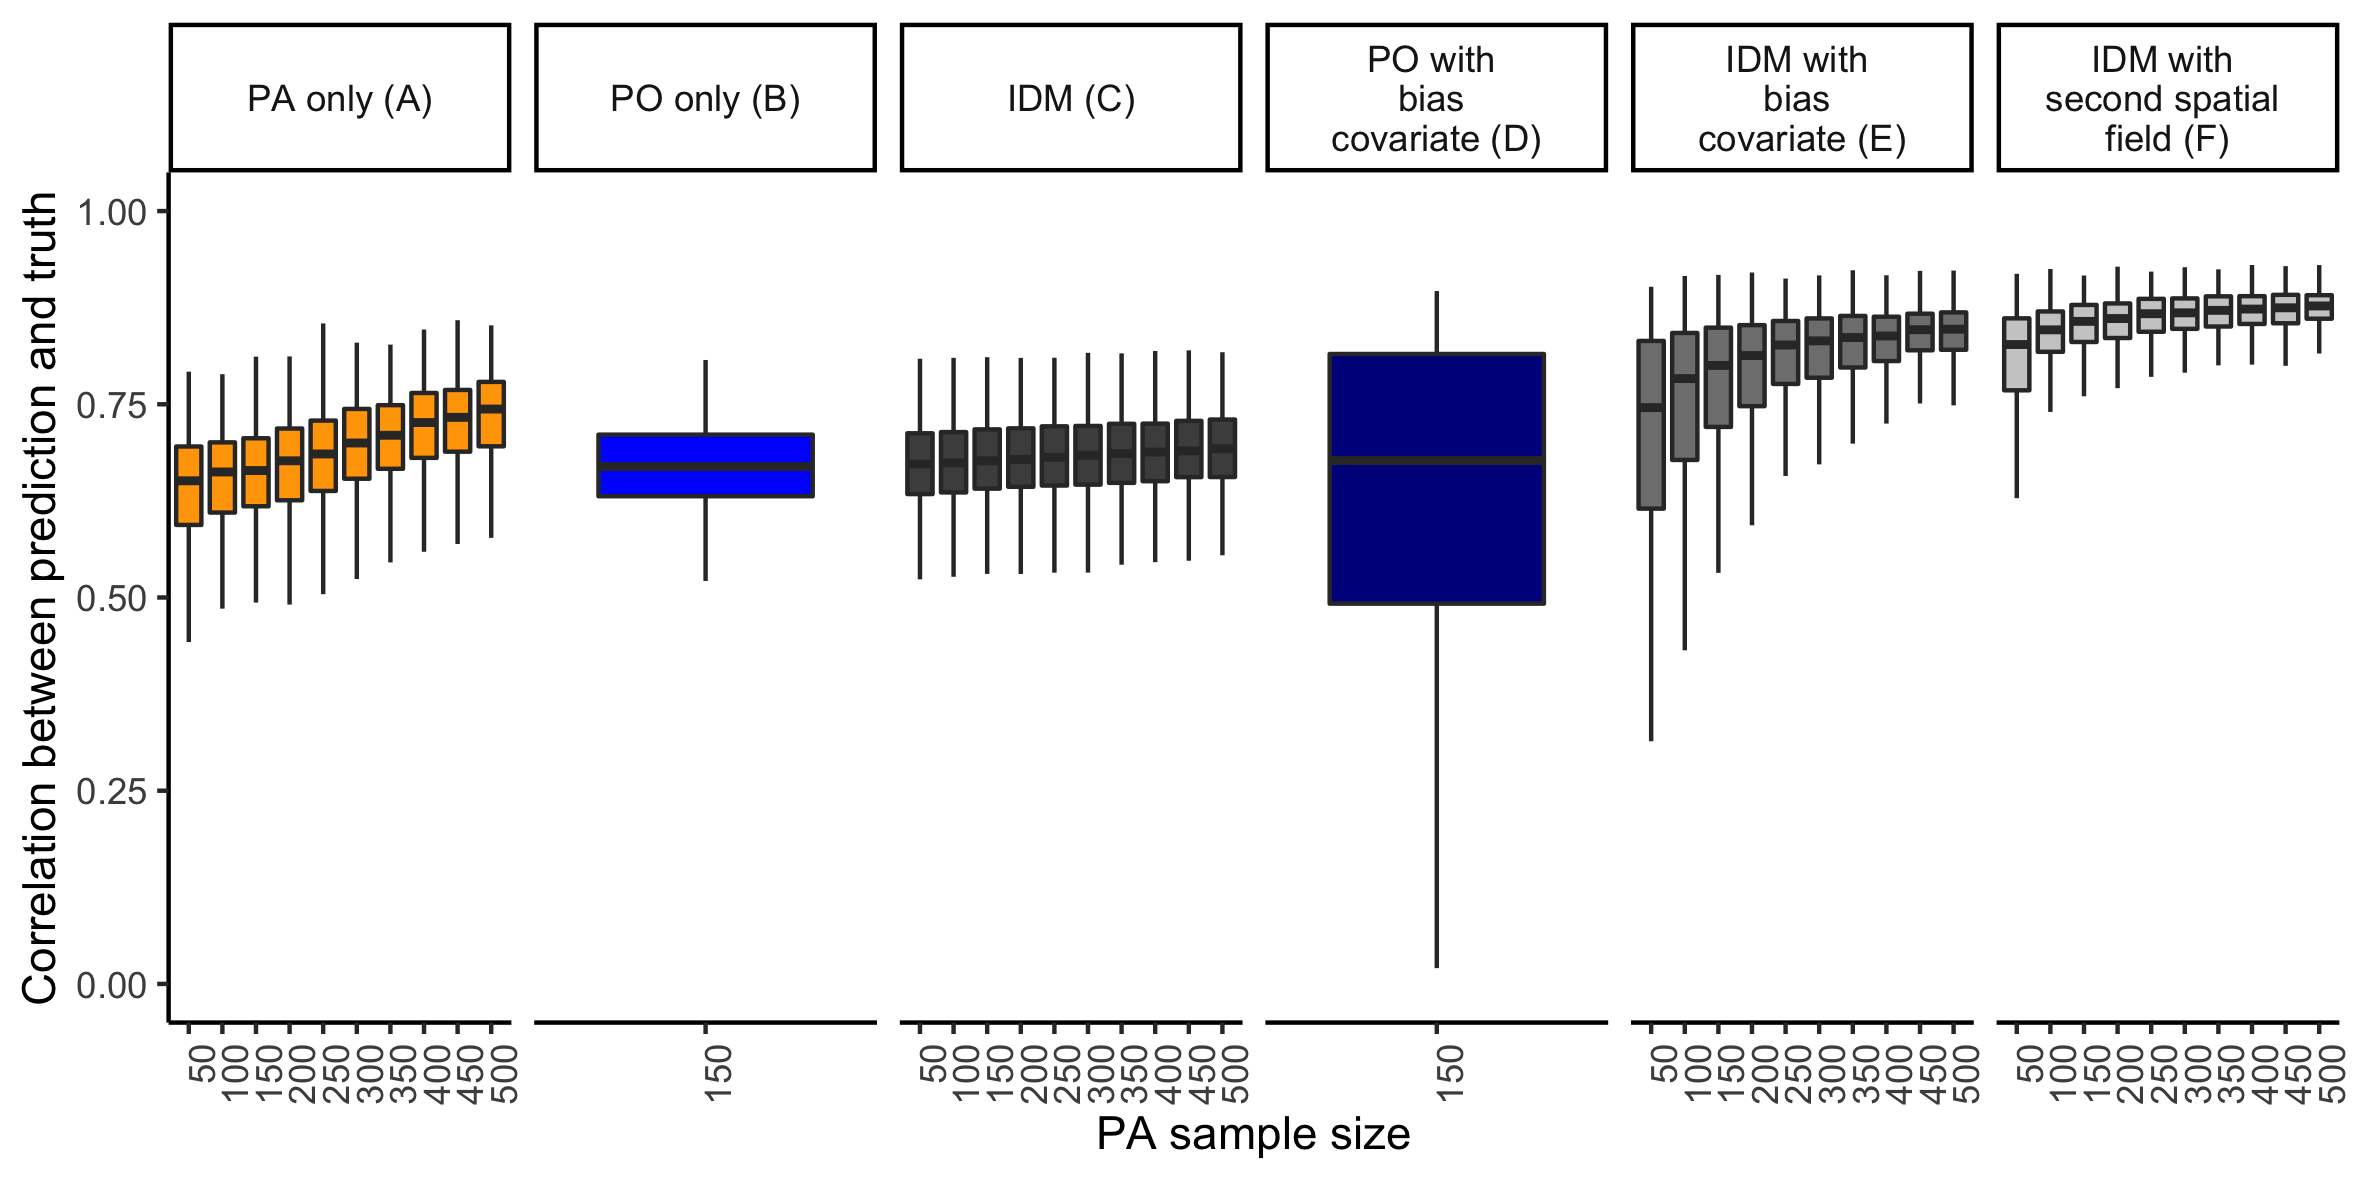 PA only (A)
PO only (B)
IDM (C)
PO with
bias
covariate (D)
IDM with
bias
covariate (E)
IDM with
second spatial
field (F)
Correlation between prediction and truth
1.00
0.75
0.50
0.25
0.00
50 100 150 200 250 300 350 400 450 500
150
50 100 150 200 250 300 350 400 450 500
150
50 100 150 200 250 300 350 400 450 500
50 100 150 200 250 300 350 400 450 500
PA sample size